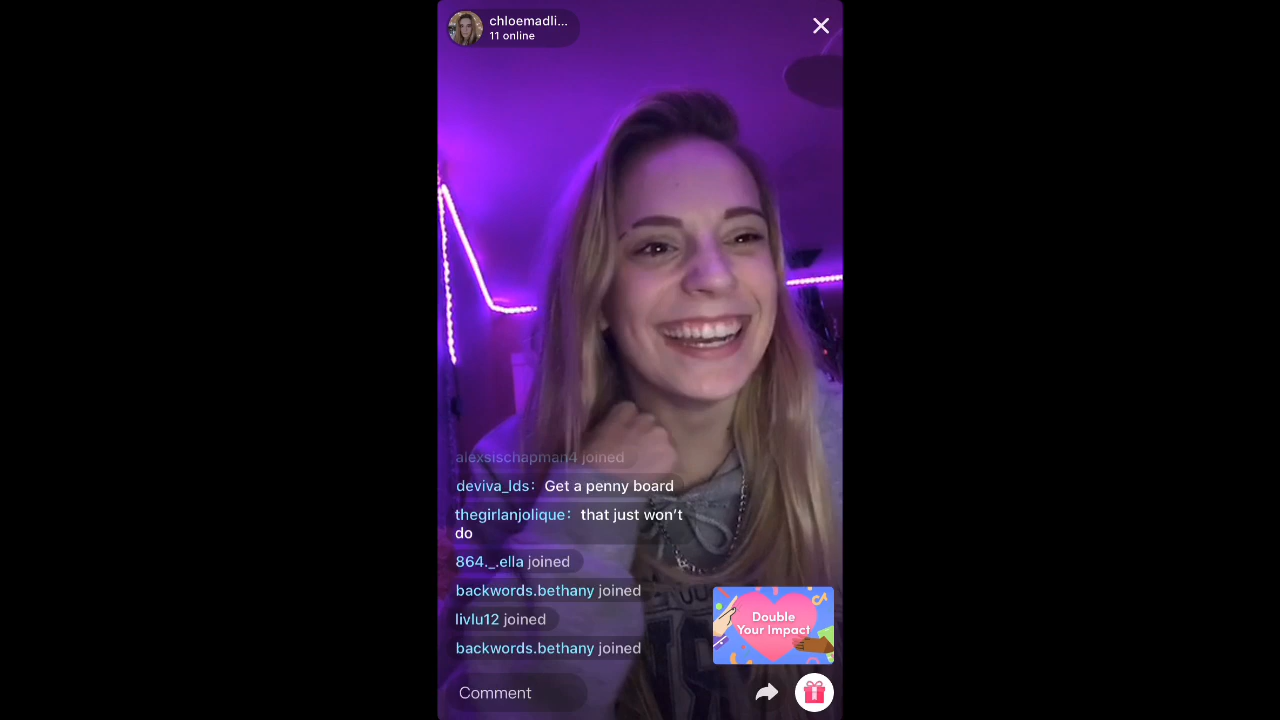 chloemadli...
11 online
alexsischapman4 joined
deviva_lds: Get a penny board
thegirlanjolique: that just won't
do
864._.ella joined
backwords.bethany joined
livlu12 joined
backwords.bethany joined
Double
Your Impact
Comment